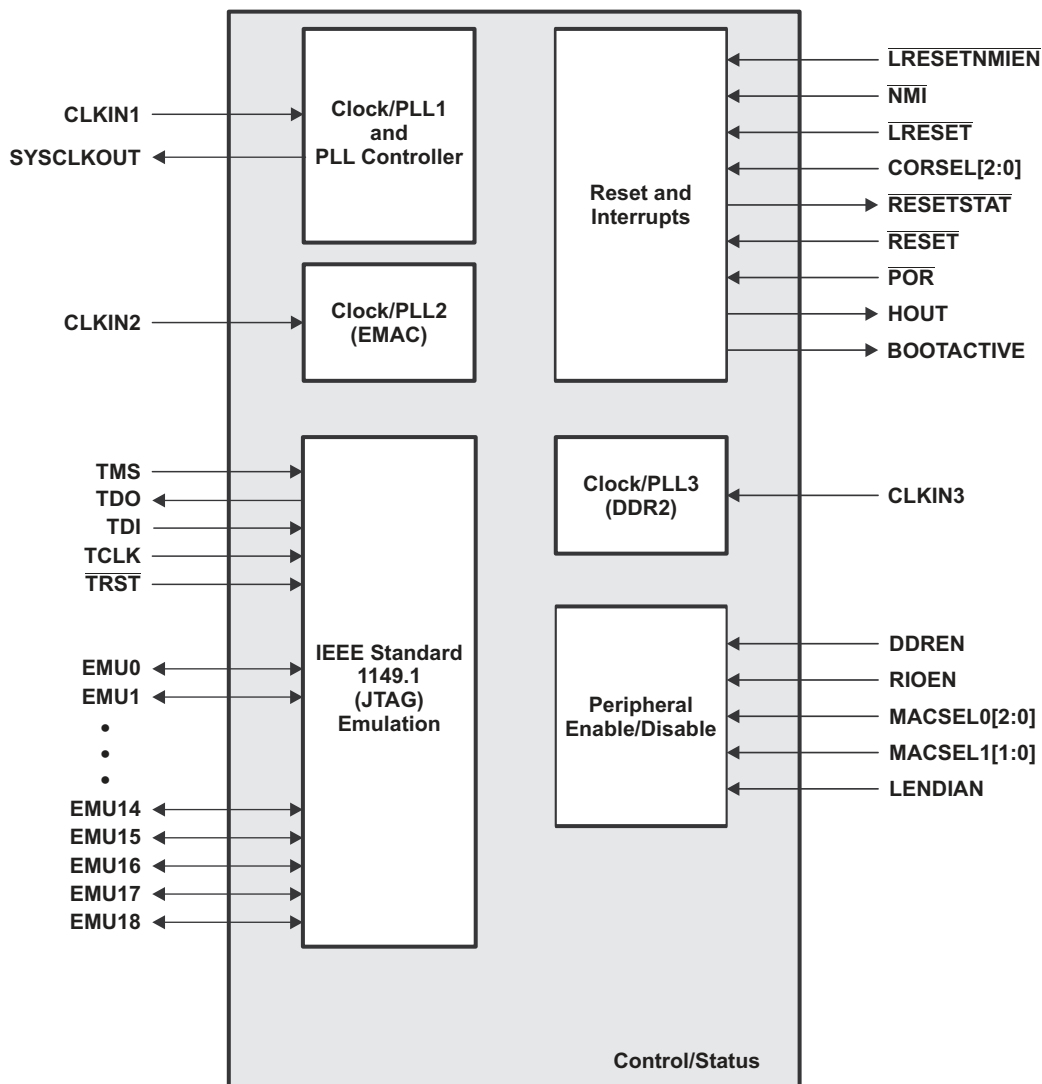 CLKIN1
SYSCLKOUT
Clock/PLL1
and
PLL Controller
CLKIN2
Clock/PLL2
(EMAC)
TMS
TDO
TDI
TCLK
TRST
EMU0
EMU1
•
•
•
EMU14
EMU15
EMU16
EMU17
EMU18
IEEE Standard
1149.1
(JTAG)
Emulation
Reset and
Interrupts
LRESETNMIEN
NMI
LRESET
CORSEL[2:0]
RESETSTAT
RESET
POR
HOUT
BOOTACTIVE
Clock/PLL3
(DDR2)
CLKIN3
Peripheral
Enable/Disable
DDREN
RIOEN
MACSEL0[2:0]
MACSEL1[1:0]
LENDIAN
Control/Status